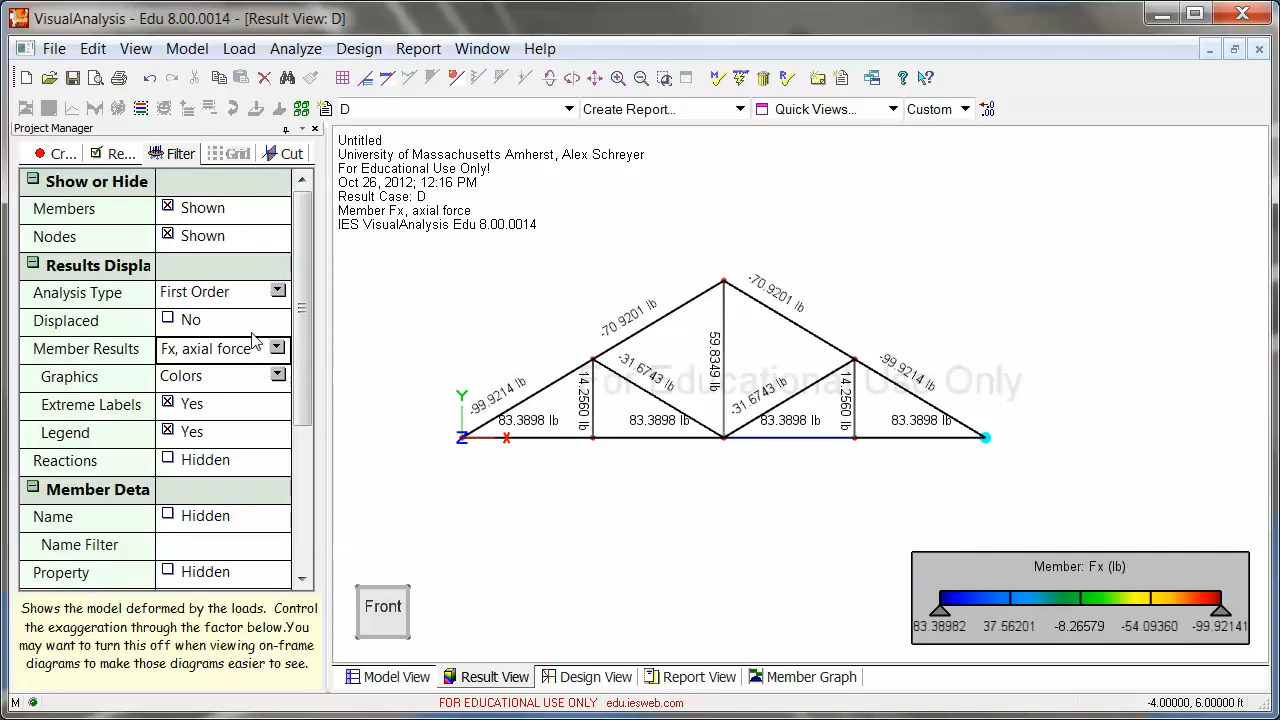 VisualAnalysis - Edu 8.00.0014 - [Result View: D]
File Edit View Model Load Analyze Design Report Window Help
D Create Report... Quick Views... Custom
Project Manager
Cr... Re... Filter Grid Cut
Show or Hide
Members Shown
Nodes Shown
Results Displa
Analysis Type First Order
Displaced No
Member Results Fx, axial force
Graphics Colors
Extreme Labels Yes
Legend Yes
Reactions Hidden
Member Deta
Name Hidden
Name Filter
Property Hidden
Shows the model deformed by the loads. Control
the exaggeration through the factor below.You
may want to turn this off when viewing on-frame
diagrams to make those diagrams easier to see.
Untitled
University of Massachusetts Amherst, Alex Schreyer
For Educational Use Only!
Oct 26, 2012; 12:16 PM
Result Case: D
Member Fx, axial force
IES VisualAnalysis Edu 8.00.0014
-70.9201 lb
-70.9201 lb
-99.9214 lb
-31.6743 lb
59.8349 lb
-31.6743 lb
-99.9214 lb
14.2560 lb
14.2560 lb
83.3898 lb
83.3898 lb
83.3898 lb
83.3898 lb
For Educational Use Only
Y
Z X
Front
Member: Fx (lb)
83.38982 37.56201 -8.26579 -54.09360 -99.92141
Model View Result View Design View Report View Member Graph
M FOR EDUCATIONAL USE ONLY edu.iesweb.com -4.00000, 6.00000 ft